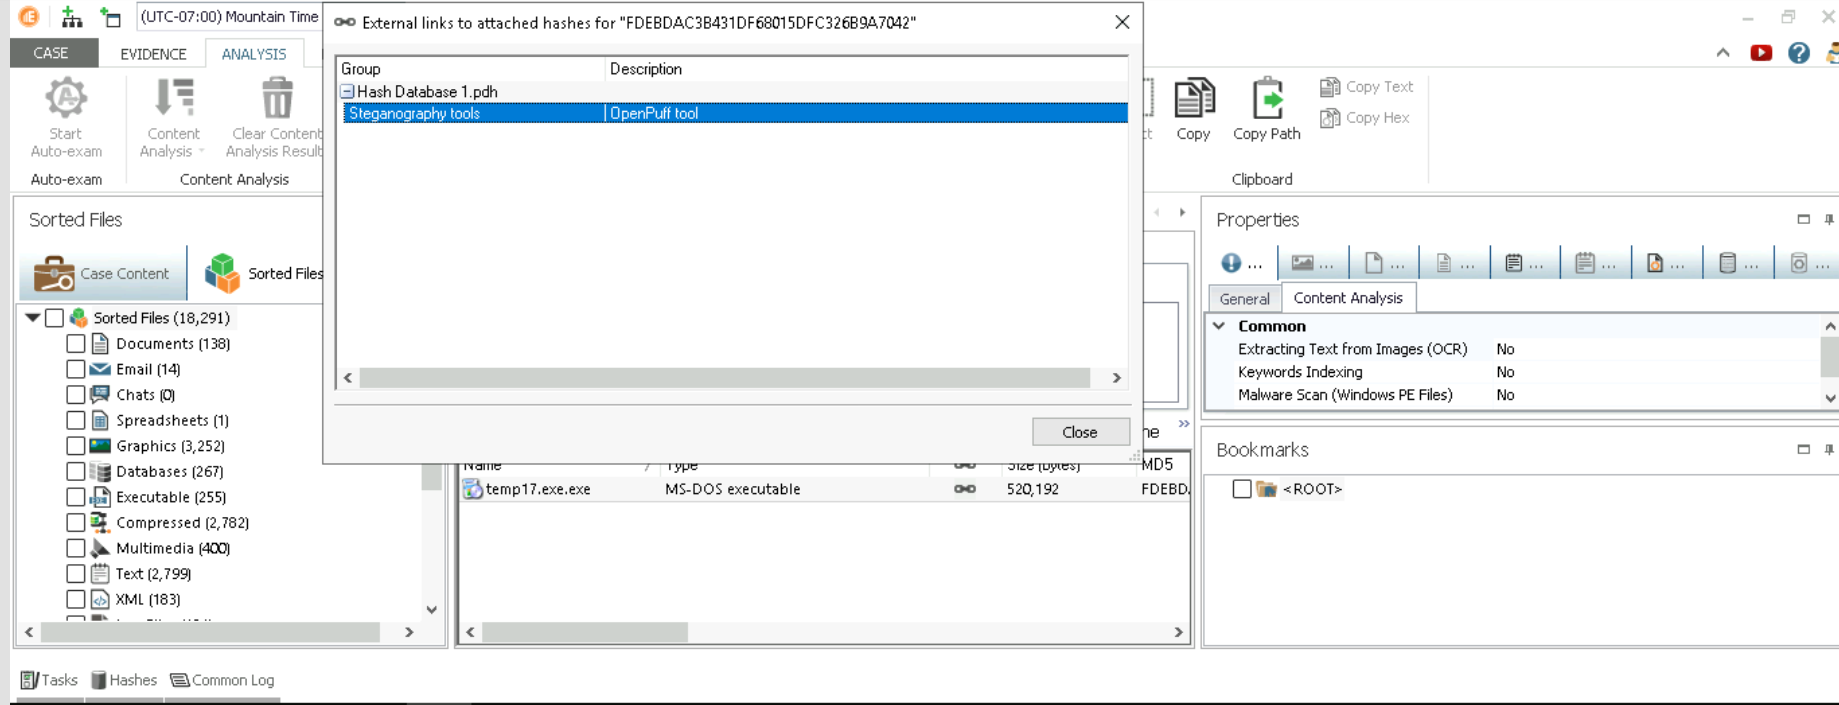 (UTC-07:00) Mountain Time
External links to attached hashes for "FDEBDAC3B431DF68015DFC326B9A7042"
CASE
EVIDENCE
ANALYSIS
Group
Description
Hash Database 1.pdh
Steganography tools
OpenPuff tool
Start
Auto-exam
Auto-exam
Content
Analysis
Clear Content
Analysis Result
Content Analysis
Close
Copy
Copy Path
Copy Text
Copy Hex
Clipboard
Sorted Files
Case Content
Sorted Files
Sorted Files (18,291)
Documents (138)
Email (14)
Chats (0)
Spreadsheets (1)
Graphics (3,252)
Databases (267)
Executable (255)
Compressed (2,782)
Multimedia (400)
Text (2,799)
XML (183)
Name
Type
Size (bytes)
MD5
temp17.exe.exe
MS-DOS executable
520,192
FDEBD.
Properties
General
Content Analysis
Common
Extracting Text from Images (OCR)
No
Keywords Indexing
No
Malware Scan (Windows PE Files)
No
Bookmarks
<ROOT>
Tasks
Hashes
Common Log